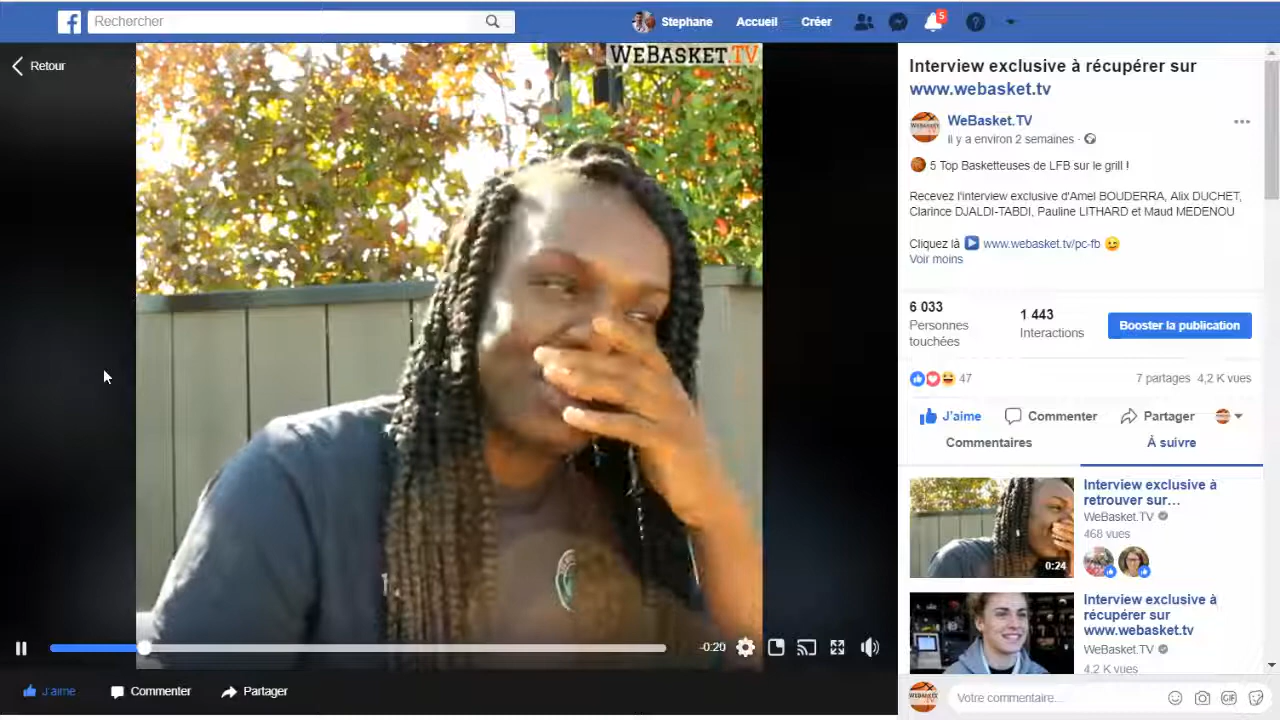 Rechercher
Stephane
Accueil
Créer
5
Retour
WEBASKET.TV
Interview exclusive à récupérer sur
www.webasket.tv
WeBasket.TV
il y a environ 2 semaines ·
5 Top Basketteuses de LFB sur le grill !
Recevez l'interview exclusive d'Amel BOUDERRA, Alix DUCHET,
Clarince DJALDI-TABDI, Pauline LITHARD et Maud MEDENOU
Cliquez là www.webasket.tv/pc-fb
Voir moins
6 033
Personnes
touchées
1 443
Interactions
Booster la publication
47
7 partages 4,2 K vues
J'aime
Commenter
Partager
Commentaires
À suivre
Interview exclusive à
retrouver sur…
WeBasket.TV
468 vues
0:24
Interview exclusive à
récupérer sur
www.webasket.tv
WeBasket.TV
4,2 K vues
-0:20
J'aime
Commenter
Partager
Votre commentaire...
GIF